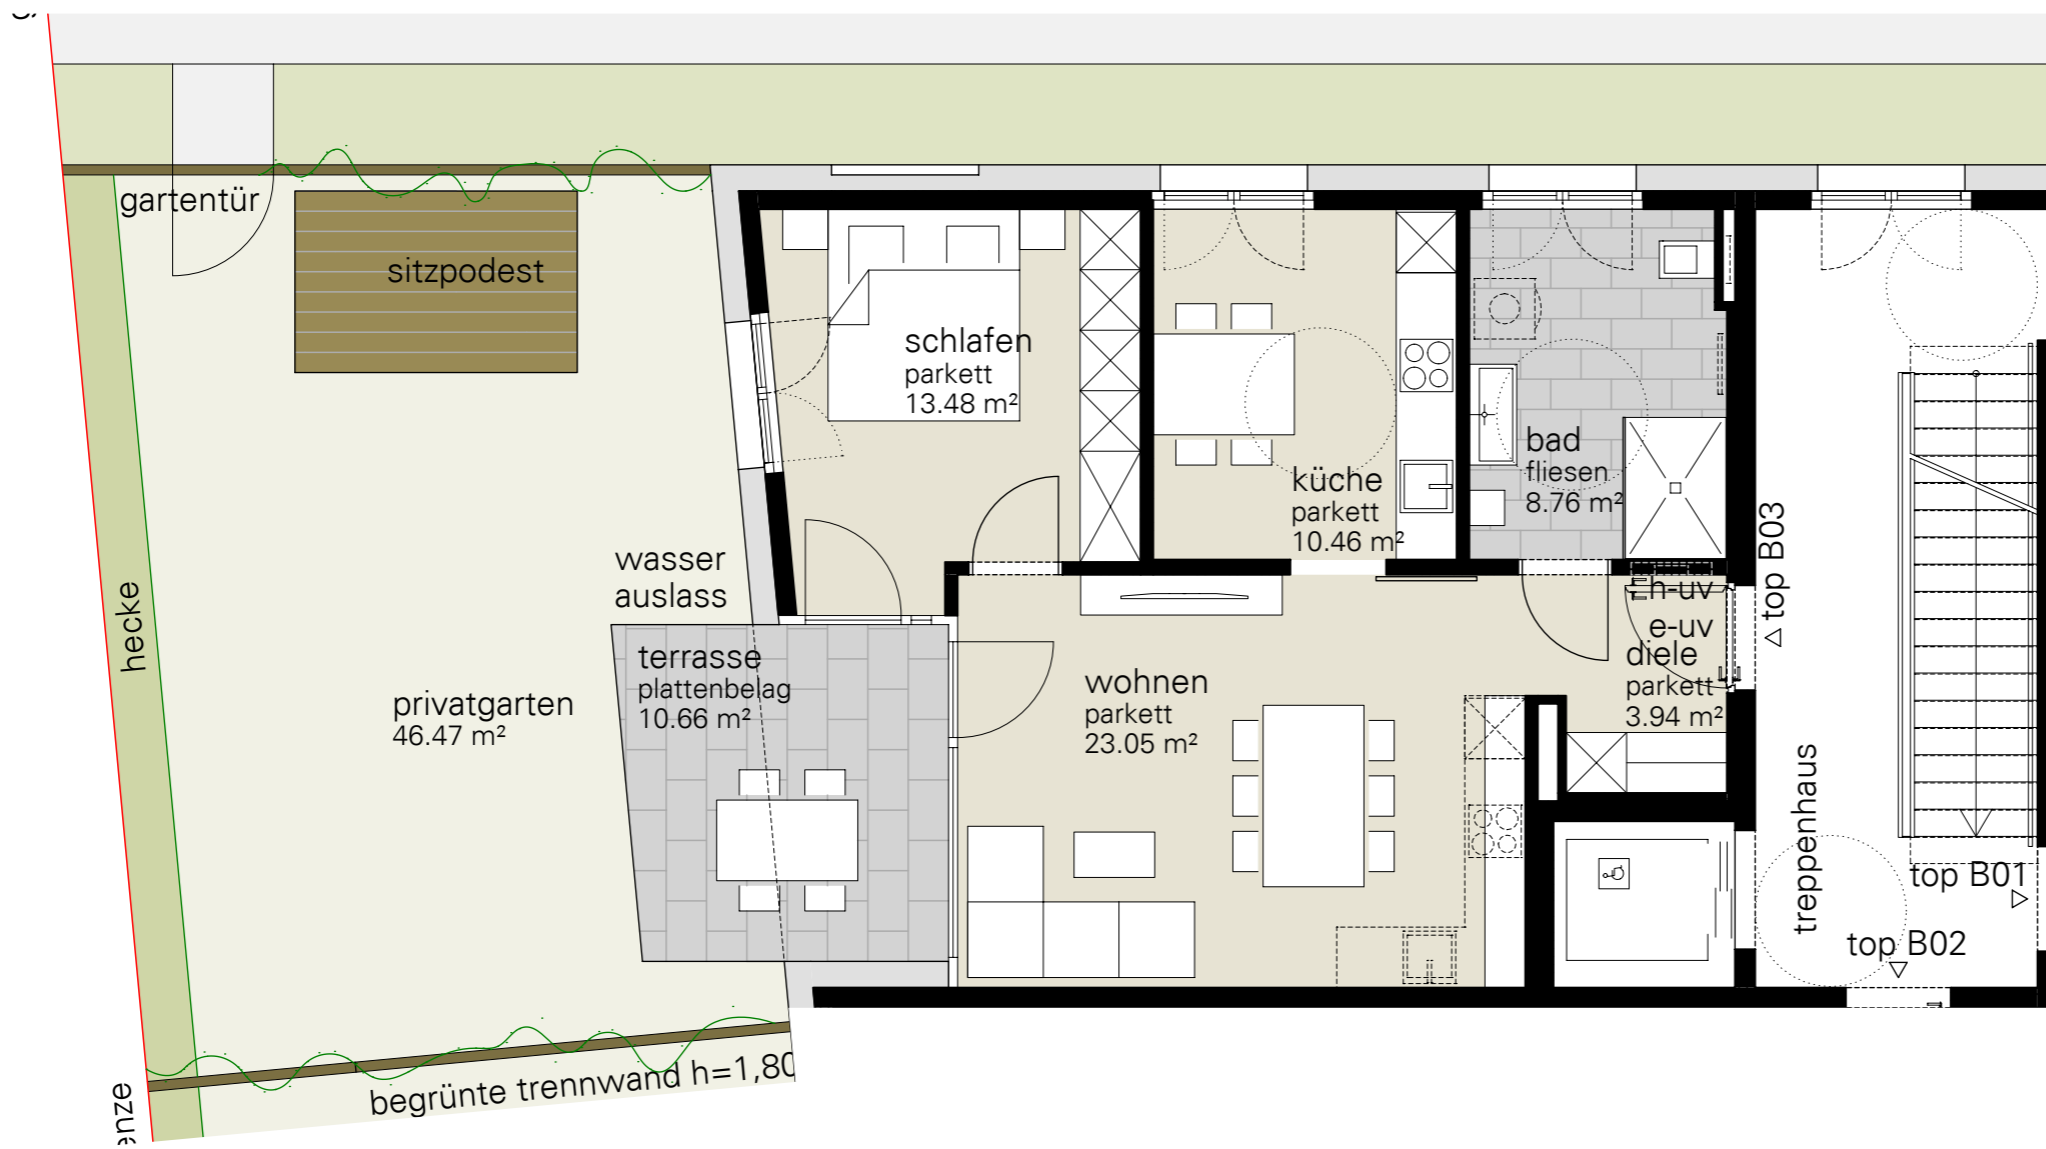 gartentür
sitzpodest
schlafen
parkett
13.48 m²
küche
parkett
10.46 m²
bad
fliesen
8.76 m²
top B03
wasser
auslass
hecke
terrasse
plattenbelag
10.66 m²
privatgarten
46.47 m²
wohnen
parkett
23.05 m²
h-uv
e-uv
diele
parkett
3.94 m²
treppenhaus
top B01
top B02
begrünte trennwand h=1,80
enze